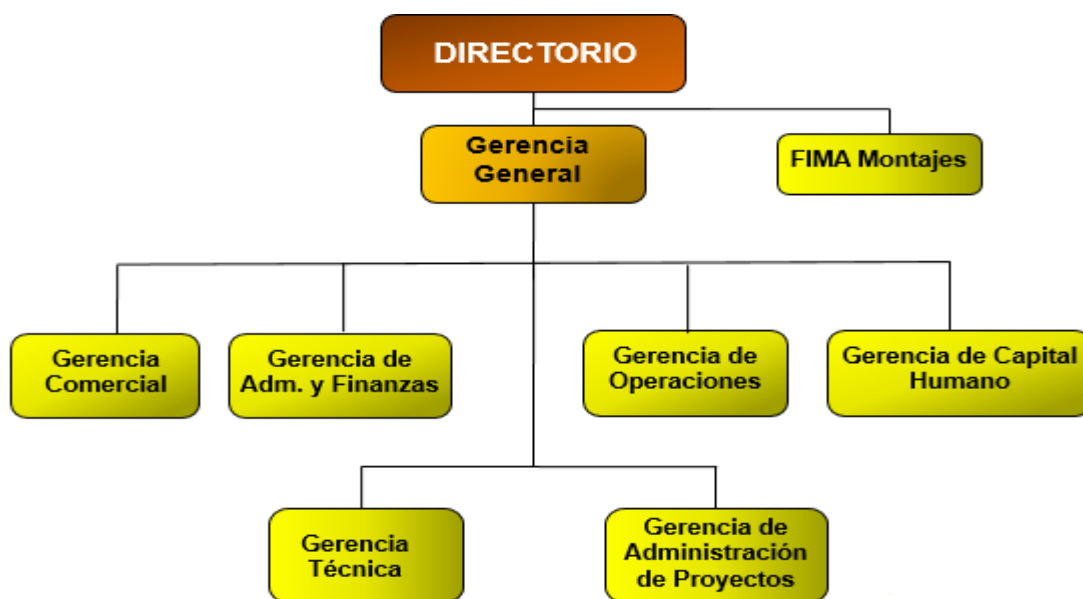 DIRECTORIO
Gerencia
General
FIMA Montajes
Gerencia
Comercial
Gerencia de
Adm. y Finanzas
Gerencia de
Operaciones
Gerencia de Capital
Humano
Gerencia
Técnica
Gerencia de
Administración
de Proyectos